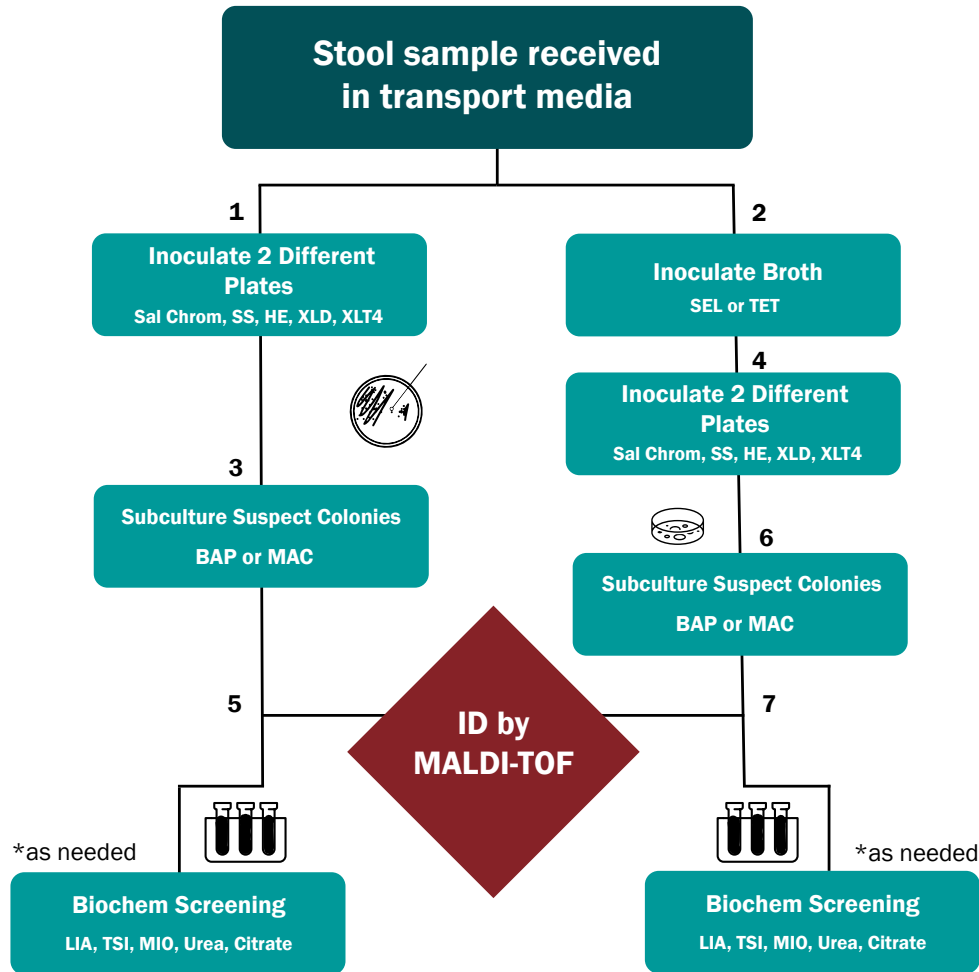 Stool sample received
in transport media
1
2
Inoculate 2 Different
Plates
Sal Chrom, SS, HE, XLD, XLT4
Inoculate Broth
SEL or TET
4
Inoculate 2 Different
Plates
Sal Chrom, SS, HE, XLD, XLT4
3
Subculture Suspect Colonies
BAP or MAC
6
Subculture Suspect Colonies
BAP or MAC
5
7
ID by
MALDI-TOF
*as needed
Biochem Screening
LIA, TSI, MIO, Urea, Citrate
*as needed
Biochem Screening
LIA, TSI, MIO, Urea, Citrate